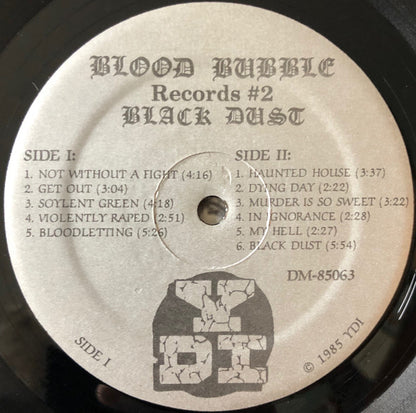 BLOOD BUBBLE
Records #2
BLACK DUST
SIDE I:
1. NOT WITHOUT A FIGHT (4:16)
2. GET OUT (3:04)
3. SOYLENT GREEN (4:18)
4. VIOLENTLY RAPED (2:51)
5. BLOODLETTING (5:26)
SIDE II:
1. HAUNTED HOUSE (3:37)
2. DYING DAY (2:22)
3. MURDER IS SO SWEET (3:22)
4. IN IGNORANCE (2:28)
5. MY HELL (2:27)
6. BLACK DUST (5:54)
DM-85063
Y
DI
SIDE I
© 1985 YDI